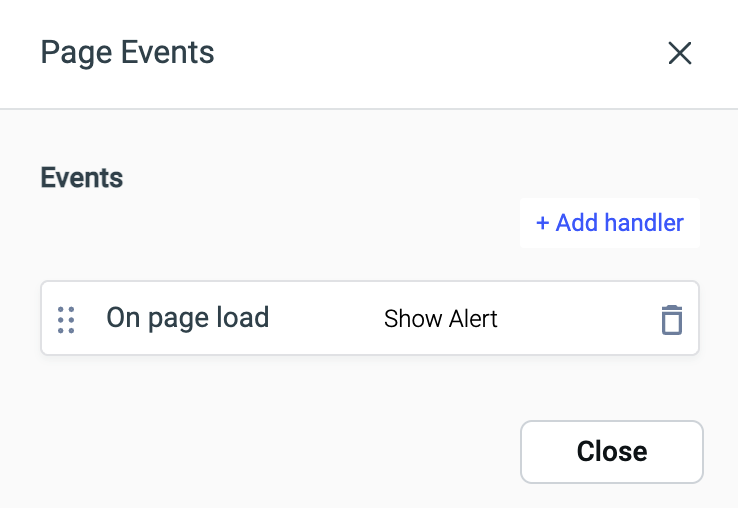 Page Events
Events
+ Add handler
On page load Show Alert
Close